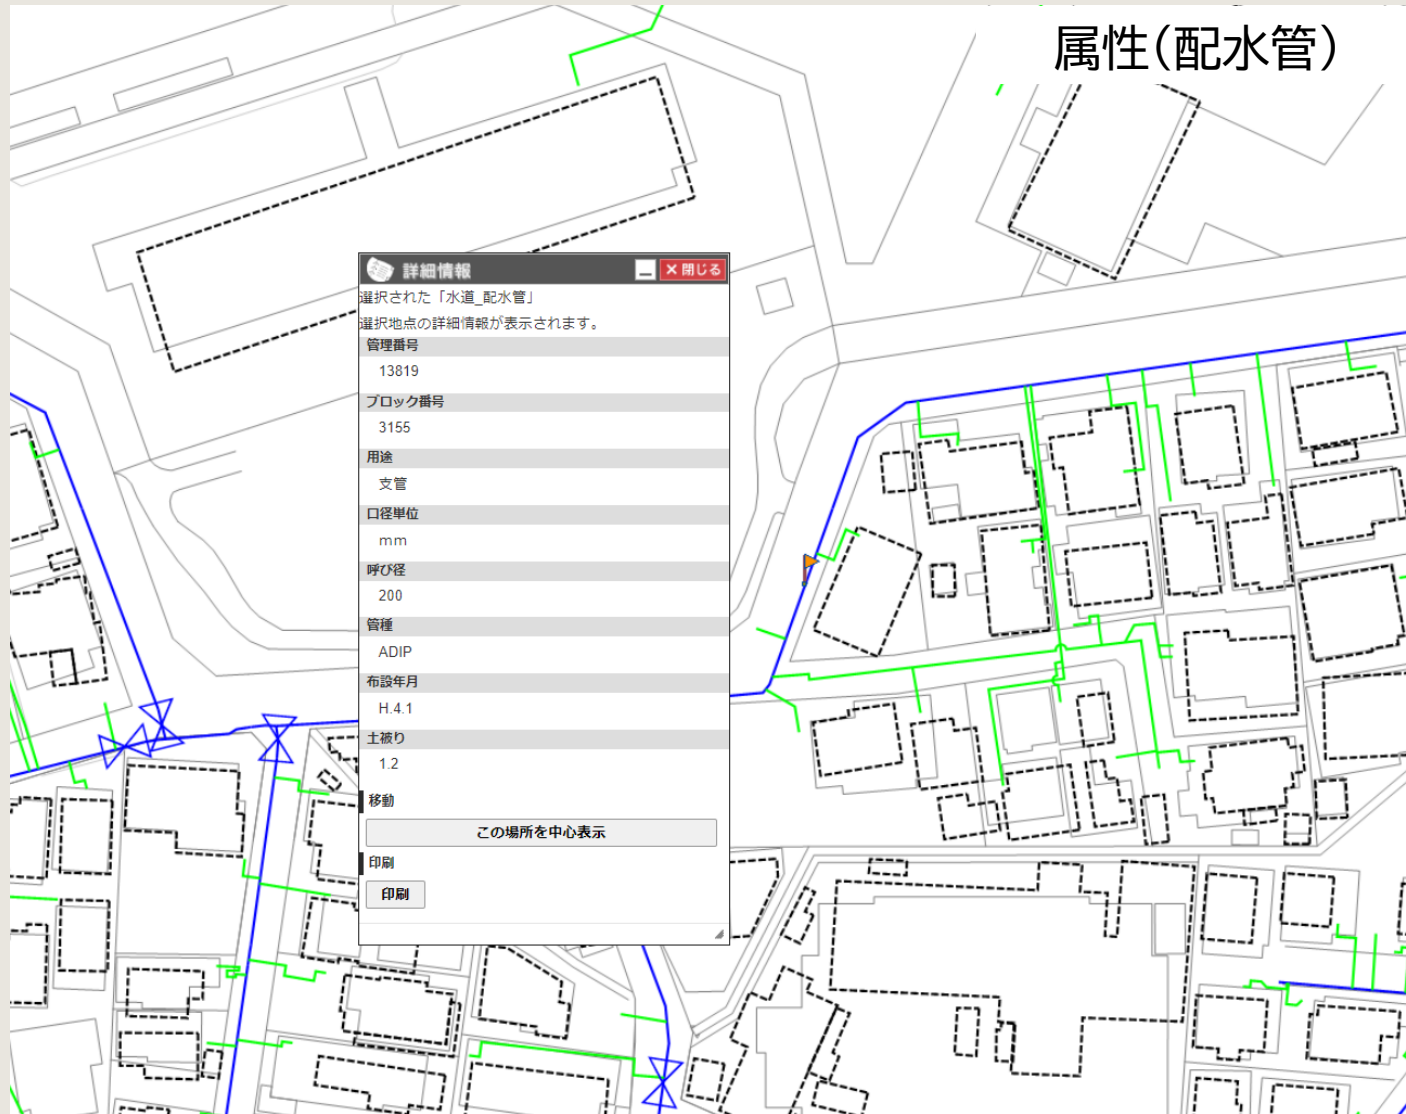 属性(配水管)
詳細情報
×閉じる
選択された「水道_配水管」
選択地点の詳細情報が表示されます。
管理番号
13819
ブロック番号
3155
用途
支管
口径単位
mm
呼び径
200
管種
ADIP
布設年月
H.4.1
土被り
1.2
移動
この場所を中心表示
印刷
印刷